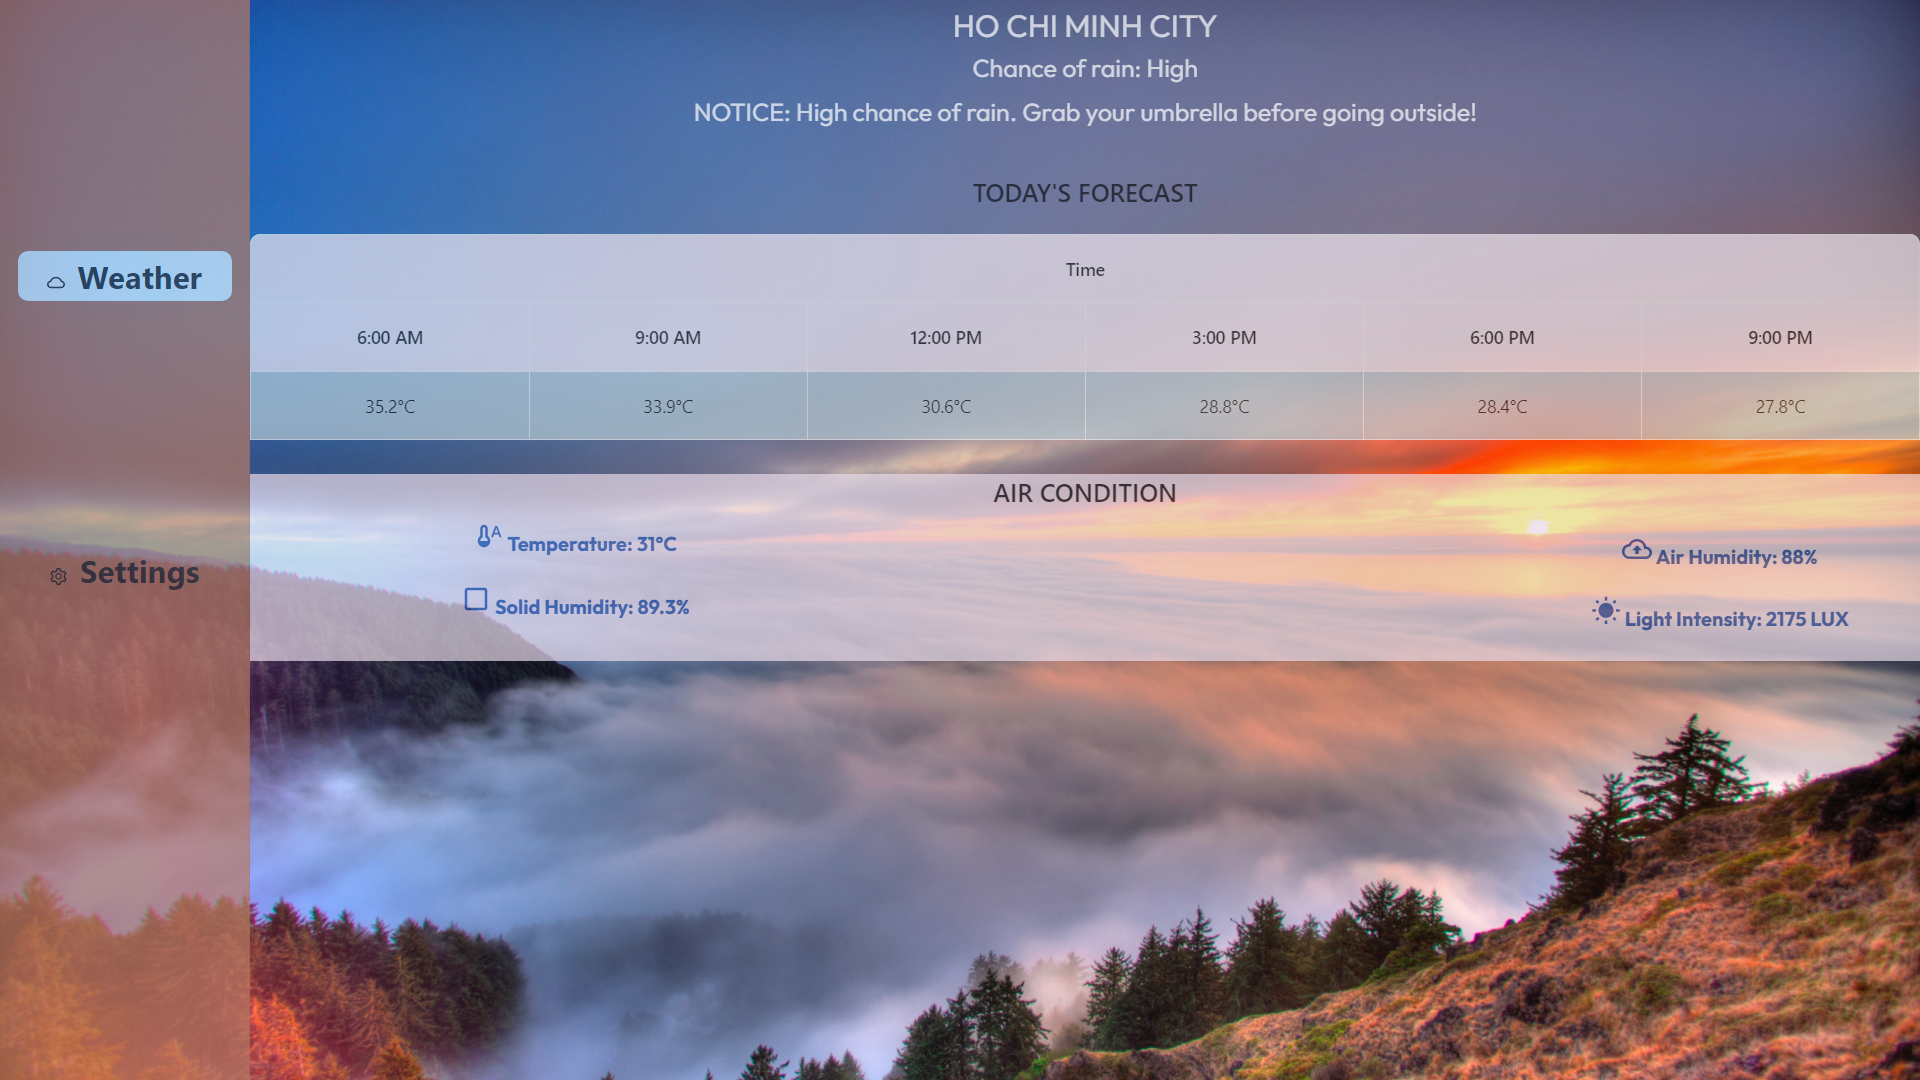 HO CHI MINH CITY
Chance of rain: High
NOTICE: High chance of rain. Grab your umbrella before going outside!
TODAY'S FORECAST
Weather
Time
6:00 AM 9:00 AM 12:00 PM 3:00 PM 6:00 PM 9:00 PM
35.2°C 33.9°C 30.6°C 28.8°C 28.4°C 27.8°C
AIR CONDITION
A Temperature: 31°C
Air Humidity: 88%
Settings
Solid Humidity: 89.3%
Light Intensity: 2175 LUX